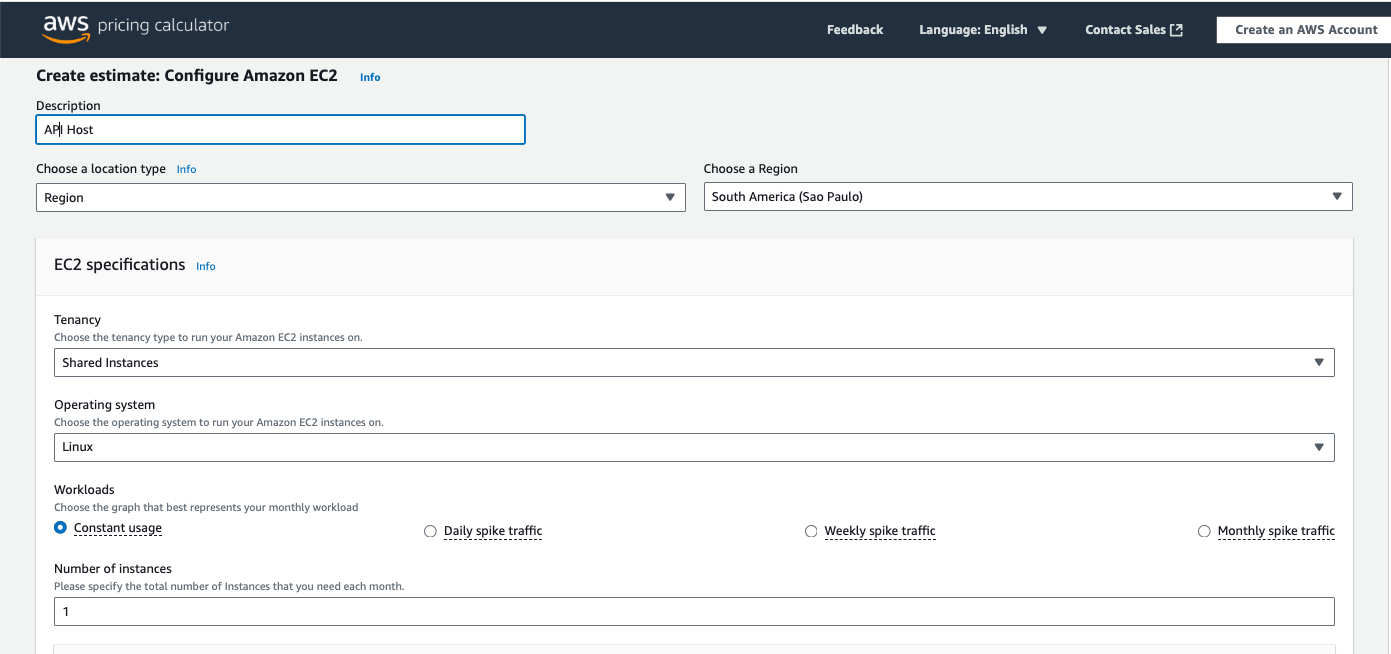 aws pricing calculator
Feedback Language: English Contact Sales Create an AWS Account
Create estimate: Configure Amazon EC2 Info
Description
API Host
Choose a location type Info Choose a Region
Region South America (Sao Paulo)
EC2 specifications Info
Tenancy
Choose the tenancy type to run your Amazon EC2 instances on.
Shared Instances
Operating system
Choose the operating system to run your Amazon EC2 instances on.
Linux
Workloads
Choose the graph that best represents your monthly workload
Constant usage Daily spike traffic Weekly spike traffic Monthly spike traffic
Number of instances
Please specify the total number of Instances that you need each month.
1